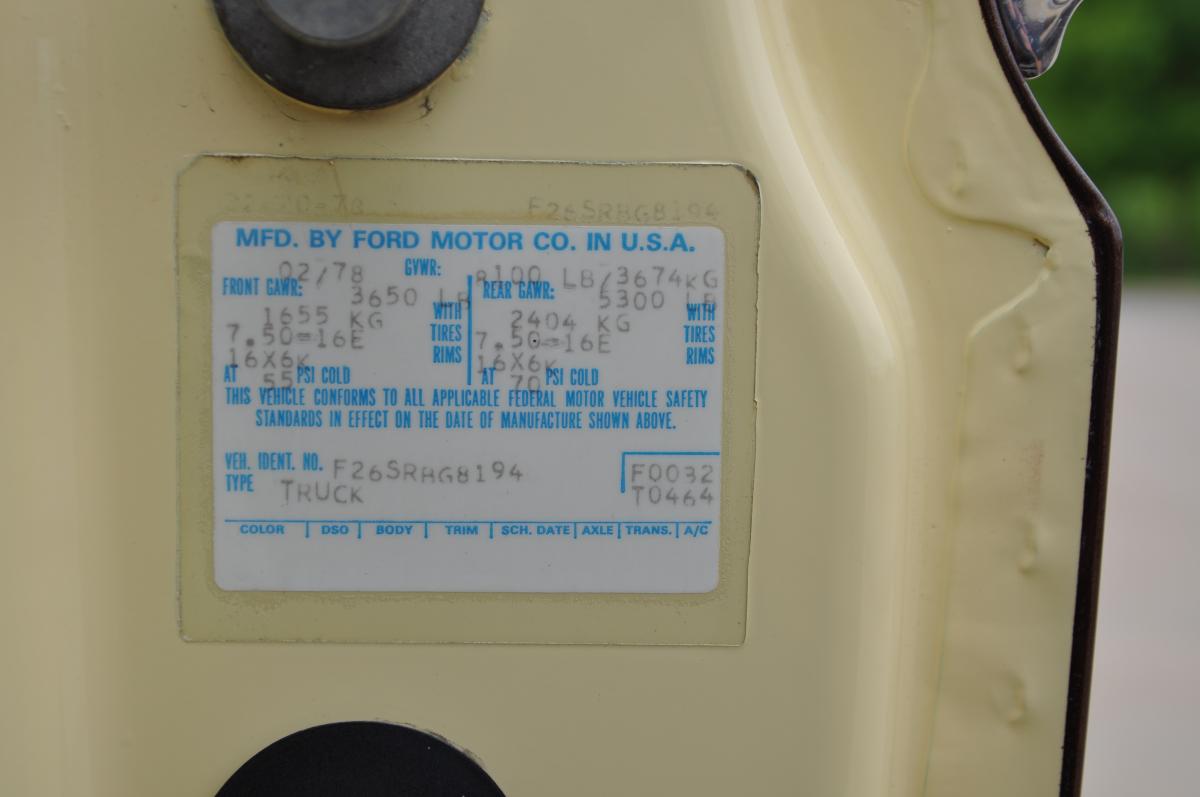 F26SRHG8194
MFD. BY FORD MOTOR CO. IN U.S.A.
02/78 GVWR: 8100 LB/3674KG
FRONT GAWR: 3650 LB REAR GAWR: 5300 LB
1655 KG WITH 2404 KG WITH
7.50-16E TIRES 7.50-16E TIRES
16X6K RIMS 16X6K RIMS
AT 55 PSI COLD AT 70 PSI COLD
THIS VEHICLE CONFORMS TO ALL APPLICABLE FEDERAL MOTOR VEHICLE SAFETY
STANDARDS IN EFFECT ON THE DATE OF MANUFACTURE SHOWN ABOVE.
VEH. IDENT. NO. F26SRHG8194 F0032
TYPE TRUCK T0464
COLOR DSO BODY TRIM SCH. DATE AXLE TRANS. A/C